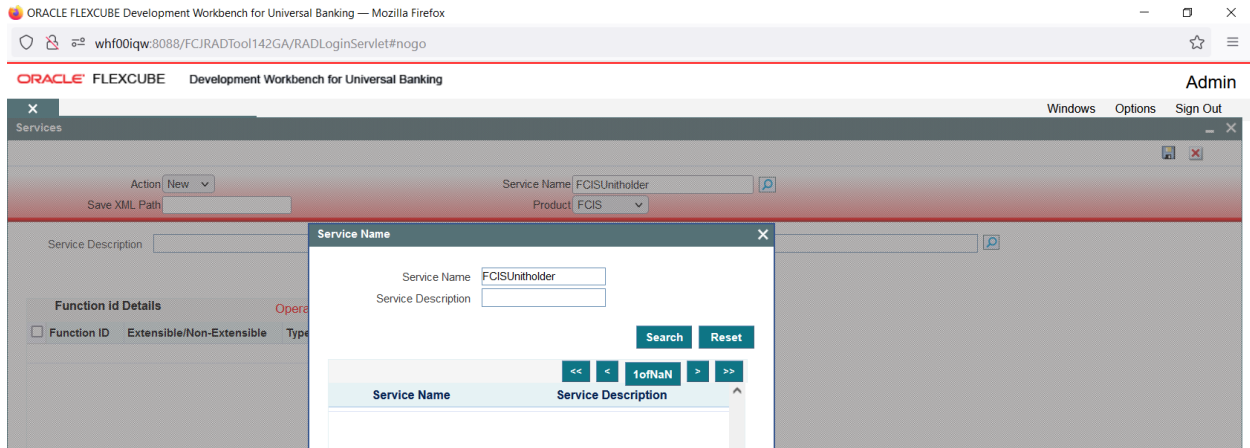 ORACLE FLEXCUBE Development Workbench for Universal Banking — Mozilla Firefox
whf00iqw:8088/FCJRADTool142GA/RADLoginServlet#nogo
ORACLE FLEXCUBE Development Workbench for Universal Banking Admin
Windows Options Sign Out
Services
Action New Service Name FCISUnitholder
Save XML Path Product FCIS
Service Description
Service Name
Service Name FCISUnitholder
Service Description
Function id Details Opera
Search Reset
Function ID Extensible/Non-Extensible Type
<< < 1ofNaN > >>
Service Name Service Description